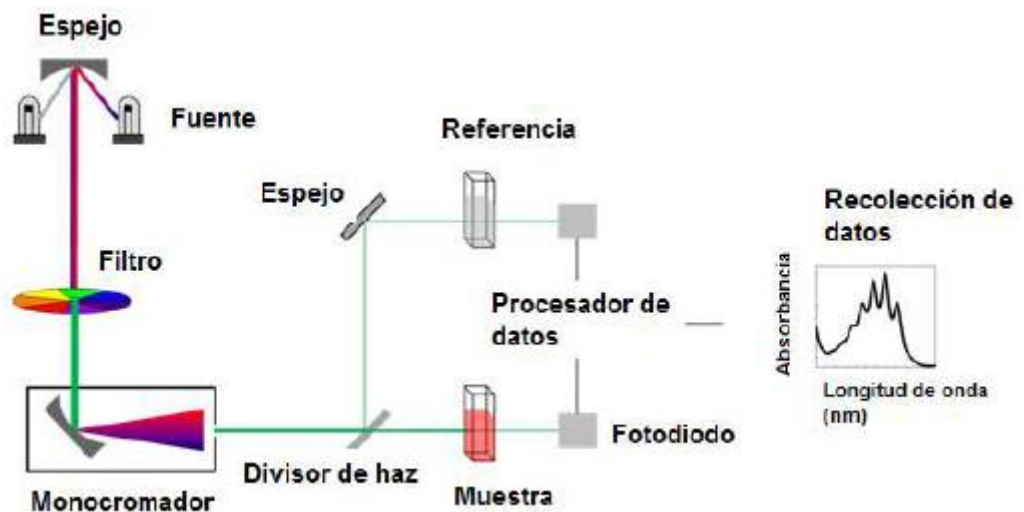 Espejo
Fuente
Referencia
Espejo
Recolección de
datos
Filtro
Absorbancia
Procesador de
datos
Longitud de onda
(nm)
Fotodiodo
Divisor de haz
Muestra
Monocromador